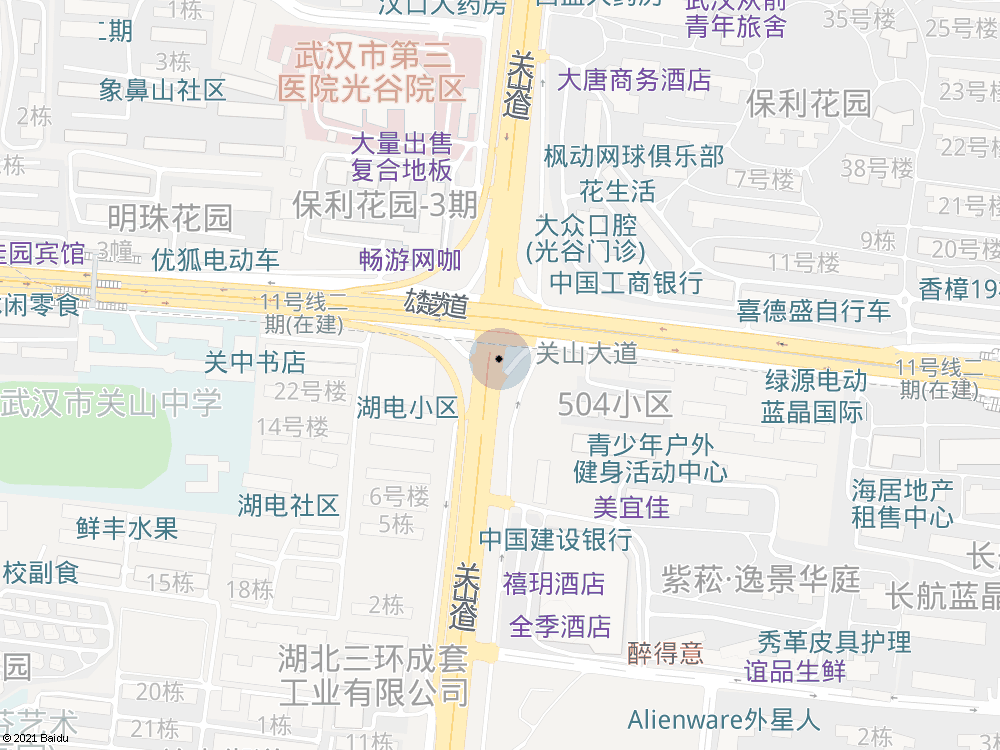 汉口大药房
青年旅舍
35号楼
25号楼
1栋
3栋
武汉市第三
医院光谷院区
象鼻山社区
大唐商务酒店
23号楼
保利花园
2栋
关山大道
大量出售
复合地板
枫动网球俱乐部
22号楼
38号楼
7号楼
花生活
保利花园-3期
明珠花园
21号楼
大众口腔
(光谷门诊)
9栋
20号楼
3幢
优狐电动车
畅游网咖
11号楼
中国工商银行
11号线二
期(在建)
雄楚大道
喜德盛自行车
关山大道
关中书店
11号线二
期(在建)
22号楼
绿源电动
蓝晶国际
武汉市关山中学
湖电小区
504小区
14号楼
青少年户外
健身活动中心
6号楼
湖电社区
美宜佳
海居地产
租售中心
5栋
鲜丰水果
中国建设银行
校副食
15栋
18栋
关山大道
禧玥酒店
紫菘·逸景华庭
长航蓝晶
2栋
全季酒店
秀革皮具护理
湖北三环成套
工业有限公司
醉得意
谊品生鲜
20栋
21栋
1栋
11栋
Alienware外星人
2栋
1栋
© 2021 Baidu